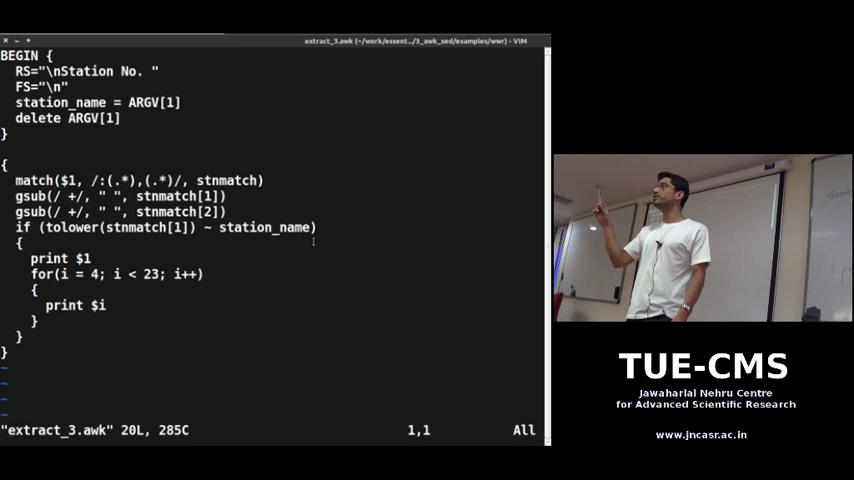 extract_3.awk (~/work/essent.../3_awk_sed/examples/wwr) - VIM
BEGIN {
RS="\nStation No. "
FS="\n"
station_name = ARGV[1]
delete ARGV[1]
}
{
match($1, /:(.*),(.*)/, stnmatch)
gsub(/ +/, " ", stnmatch[1])
gsub(/ +/, " ", stnmatch[2])
if (tolower(stnmatch[1]) ~ station_name)
{
print $1
for(i = 4; i < 23; i++)
{
print $i
}
}
}
~
~
~
~
"extract_3.awk" 20L, 285C 1,1 All
TUE-CMS
Jawaharlal Nehru Centre
for Advanced Scientific Research
www.jncasr.ac.in